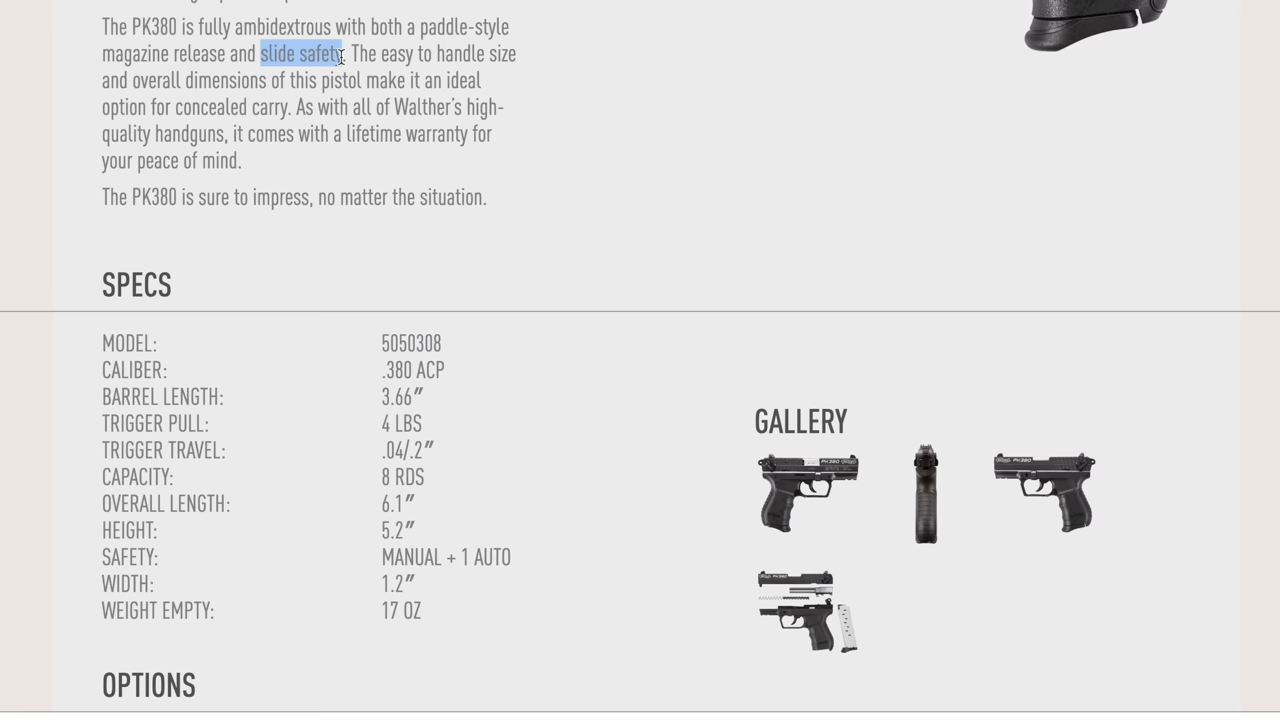 The PK380 is fully ambidextrous with both a paddle-style
magazine release and slide safety. The easy to handle size
and overall dimensions of this pistol make it an ideal
option for concealed carry. As with all of Walther's high-
quality handguns, it comes with a lifetime warranty for
your peace of mind.
The PK380 is sure to impress, no matter the situation.
SPECS
MODEL: 5050308
CALIBER: .380 ACP
BARREL LENGTH: 3.66″
TRIGGER PULL: 4 LBS
TRIGGER TRAVEL: .04/.2″
CAPACITY: 8 RDS
OVERALL LENGTH: 6.1″
HEIGHT: 5.2″
SAFETY: MANUAL + 1 AUTO
WIDTH: 1.2″
WEIGHT EMPTY: 17 OZ
GALLERY
PK380
PK380
PK380
OPTIONS